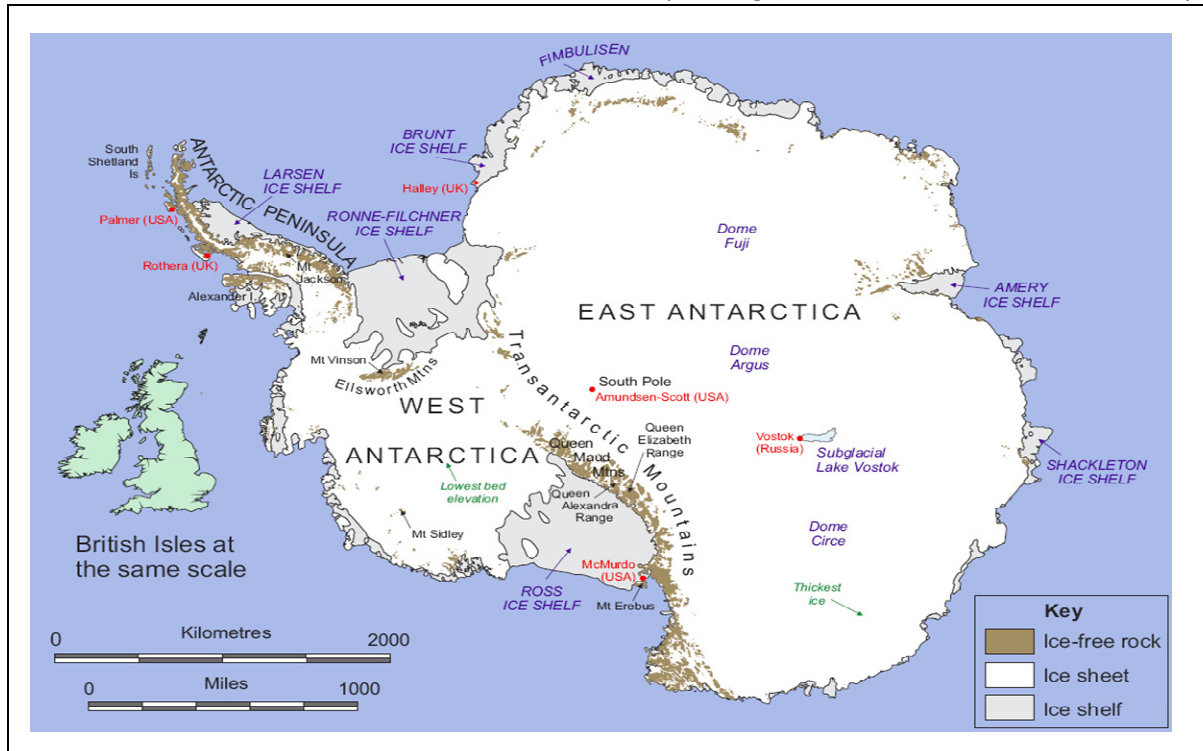 FIMBULISEN
BRUNT
ICE SHELF
Halley (UK)
South
Shetland
Is
ANTARCTIC PENINSULA
LARSEN
ICE SHELF
Palmer (USA)
RONNE-FILCHNER
ICE SHELF
Rothera (UK)
Mt
Jackson
Alexander I.
Dome
Fuji
AMERY
ICE SHELF
EAST ANTARCTICA
Dome
Argus
Mt Vinson
Ellsworth Mtns
Transantarctic Mountains
South Pole
Amundsen-Scott (USA)
WEST
ANTARCTICA
Queen
Maud
Mtns
Queen
Elizabeth
Range
Vostok
(Russia)
Subglacial
Lake Vostok
SHACKLETON
ICE SHELF
Lowest bed
elevation
Queen
Alexandra
Range
Mt Sidley
Dome
Circe
British Isles at
the same scale
McMurdo
(USA)
ROSS
ICE SHELF
Mt Erebus
Thickest
ice
Key
Ice-free rock
Ice sheet
Ice shelf
0 Kilometres 2000
0 Miles 1000